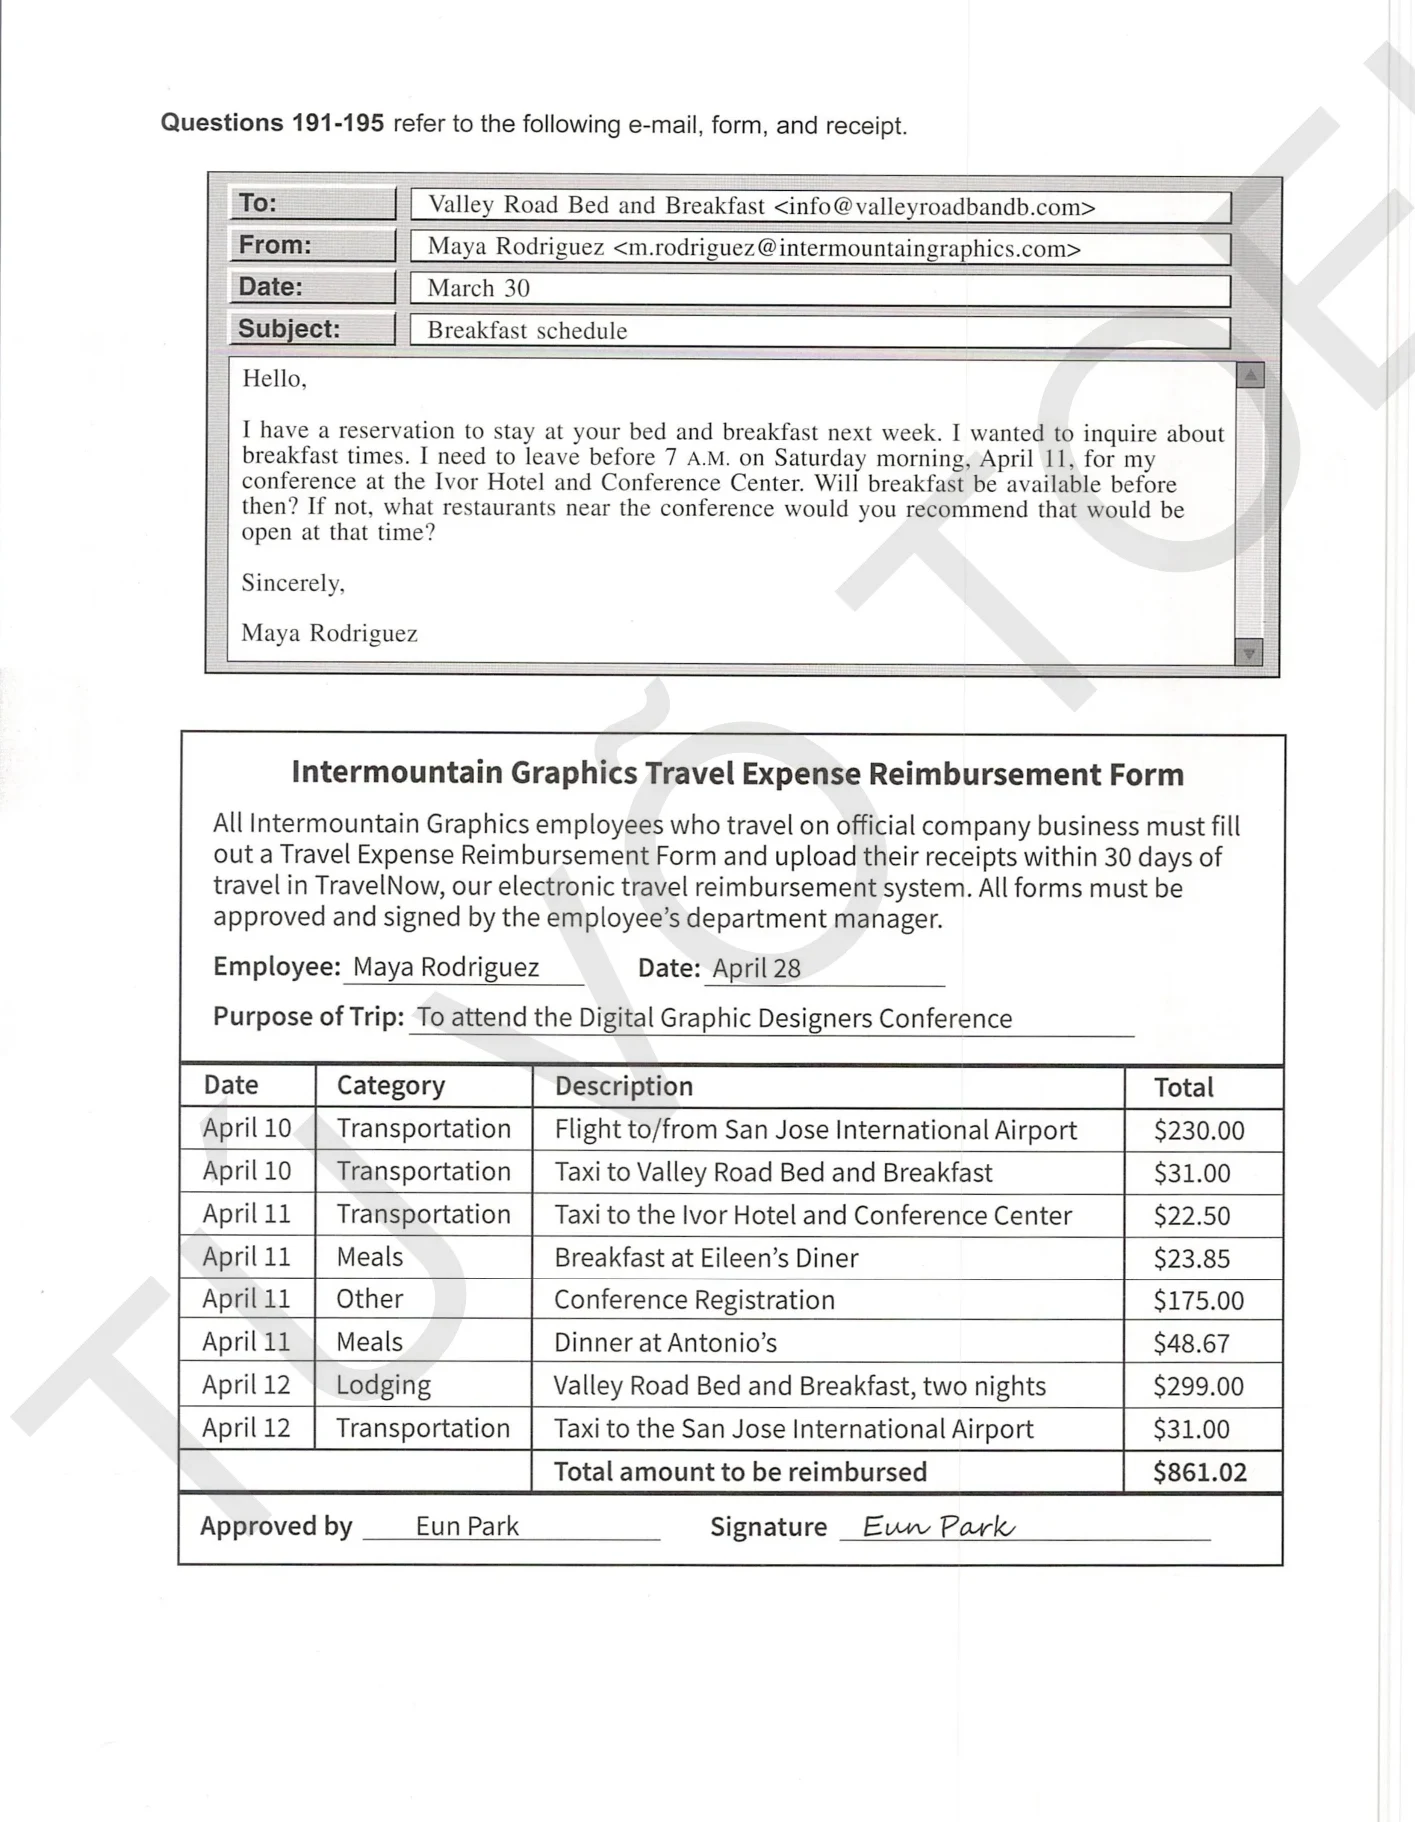 Questions 191-195 refer to the following e-mail, form, and receipt.
To: Valley Road Bed and Breakfast <info@valleyroadbandb.com>
From: Maya Rodriguez <m.rodriguez@intermountaingraphics.com>
Date: March 30
Subject: Breakfast schedule
Hello,
I have a reservation to stay at your bed and breakfast next week. I wanted to inquire about
breakfast times. I need to leave before 7 A.M. on Saturday morning, April 11, for my
conference at the Ivor Hotel and Conference Center. Will breakfast be available before
then? If not, what restaurants near the conference would you recommend that would be
open at that time?
Sincerely,
Maya Rodriguez
Intermountain Graphics Travel Expense Reimbursement Form
All Intermountain Graphics employees who travel on official company business must fill
out a Travel Expense Reimbursement Form and upload their receipts within 30 days of
travel in TravelNow, our electronic travel reimbursement system. All forms must be
approved and signed by the employee's department manager.
Employee: Maya Rodriguez Date: April 28
Purpose of Trip: To attend the Digital Graphic Designers Conference
Date Category Description Total
April 10 Transportation Flight to/from San Jose International Airport $230.00
April 10 Transportation Taxi to Valley Road Bed and Breakfast $31.00
April 11 Transportation Taxi to the Ivor Hotel and Conference Center $22.50
April 11 Meals Breakfast at Eileen's Diner $23.85
April 11 Other Conference Registration $175.00
April 11 Meals Dinner at Antonio's $48.67
April 12 Lodging Valley Road Bed and Breakfast, two nights $299.00
April 12 Transportation Taxi to the San Jose International Airport $31.00
Total amount to be reimbursed $861.02
Approved by Eun Park Signature Eun Park
TÚ VÕ TOE